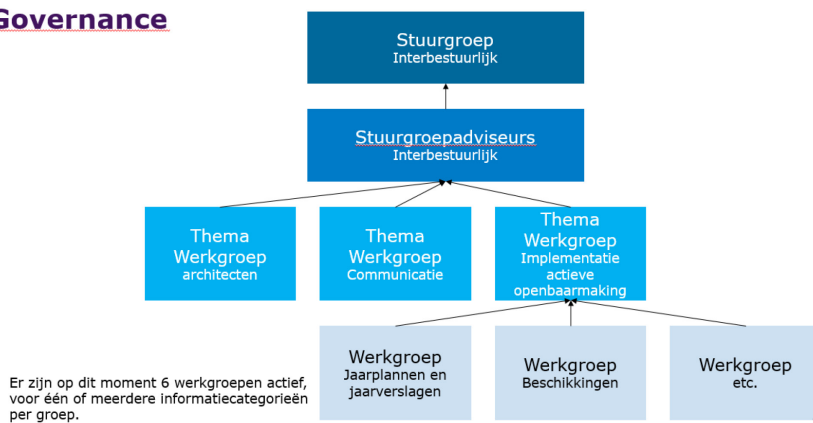 Governance
Stuurgroep
Interbestuurlijk
Stuurgroepadviseurs
Interbestuurlijk
Thema
Werkgroep
architecten
Thema
Werkgroep
Communicatie
Thema
Werkgroep
Implementatie
actieve
openbaarmaking
Werkgroep
Jaarplannen en
jaarverslagen
Werkgroep
Beschikkingen
Werkgroep
etc.
Er zijn op dit moment 6 werkgroepen actief,
voor één of meerdere informatiecategorieën
per groep.